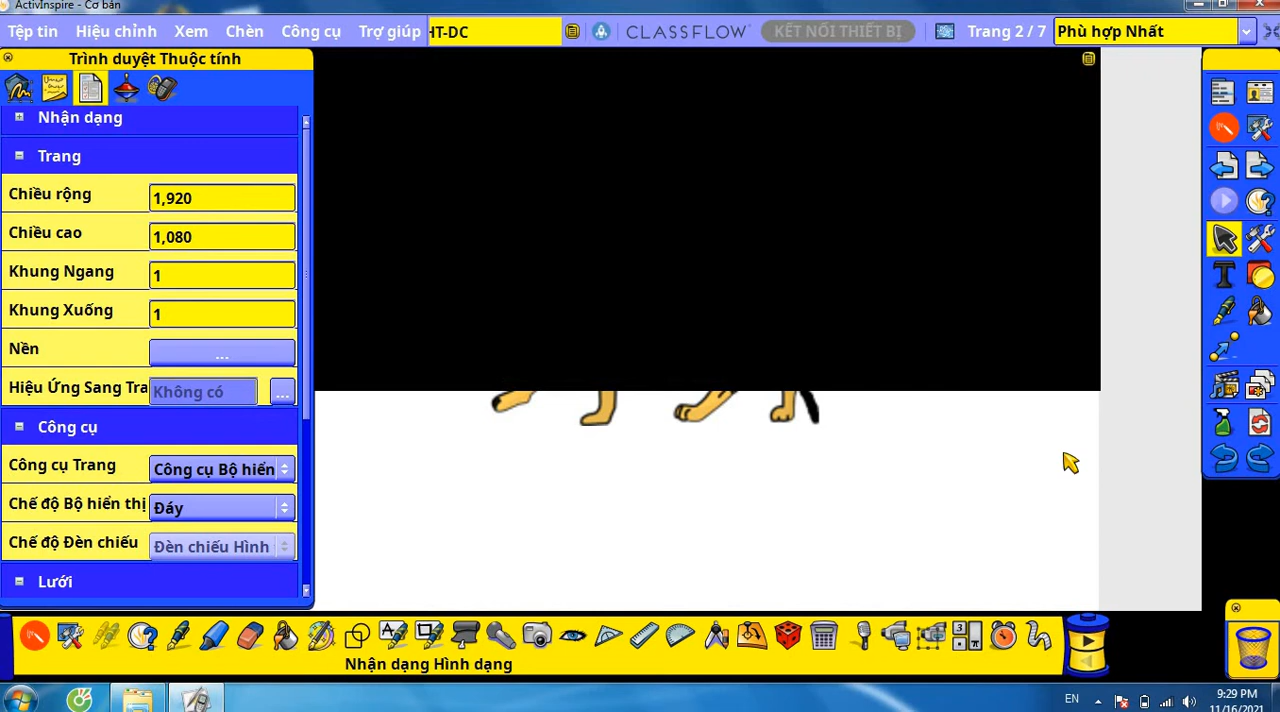 ActivInspire - Cơ bản
Tệp tin Hiệu chỉnh Xem Chèn Công cụ Trợ giúp HT-DC CLASSFLOW KẾT NỐI THIẾT BỊ Trang 2 / 7 Phù hợp Nhất
Trình duyệt Thuộc tính
Nhận dạng
Trang
Chiều rộng 1,920
Chiều cao 1,080
Khung Ngang 1
Khung Xuống 1
Nền ...
Hiệu Ứng Sang Tra Không có ...
Công cụ
Công cụ Trang Công cụ Bộ hiển
Chế độ Bộ hiển thị Đáy
Chế độ Đèn chiếu Đèn chiếu Hình
Lưới
Nhận dạng Hình dạng
EN 9:29 PM
11/16/2021